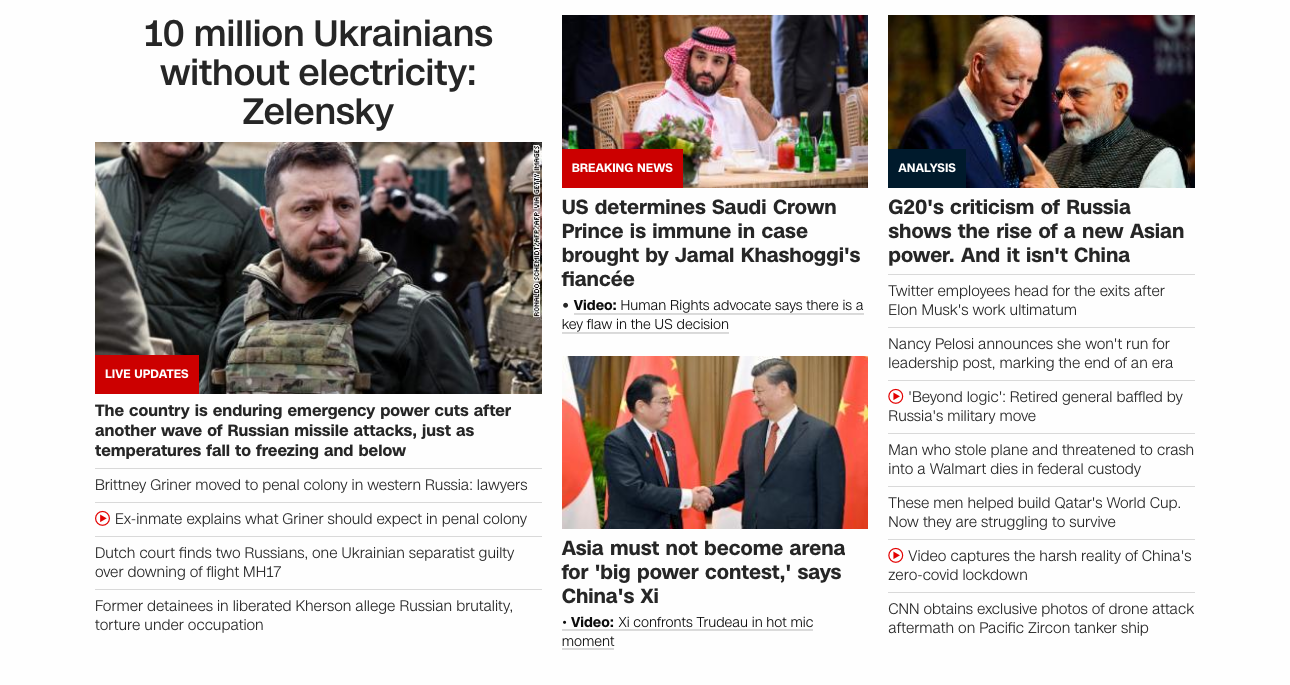 10 million Ukrainians
without electricity:
Zelensky
RONALDO SCHEMIDT/AFP/AFP VIA GETTY IMAGES
LIVE UPDATES
The country is enduring emergency power cuts after
another wave of Russian missile attacks, just as
temperatures fall to freezing and below
Brittney Griner moved to penal colony in western Russia: lawyers
Ex-inmate explains what Griner should expect in penal colony
Dutch court finds two Russians, one Ukrainian separatist guilty
over downing of flight MH17
Former detainees in liberated Kherson allege Russian brutality,
torture under occupation
BREAKING NEWS
US determines Saudi Crown
Prince is immune in case
brought by Jamal Khashoggi's
fiancée
• Video: Human Rights advocate says there is a
key flaw in the US decision
Asia must not become arena
for 'big power contest,' says
China's Xi
• Video: Xi confronts Trudeau in hot mic
moment
ANALYSIS
G20's criticism of Russia
shows the rise of a new Asian
power. And it isn't China
Twitter employees head for the exits after
Elon Musk's work ultimatum
Nancy Pelosi announces she won't run for
leadership post, marking the end of an era
'Beyond logic': Retired general baffled by
Russia's military move
Man who stole plane and threatened to crash
into a Walmart dies in federal custody
These men helped build Qatar's World Cup.
Now they are struggling to survive
Video captures the harsh reality of China's
zero-covid lockdown
CNN obtains exclusive photos of drone attack
aftermath on Pacific Zircon tanker ship